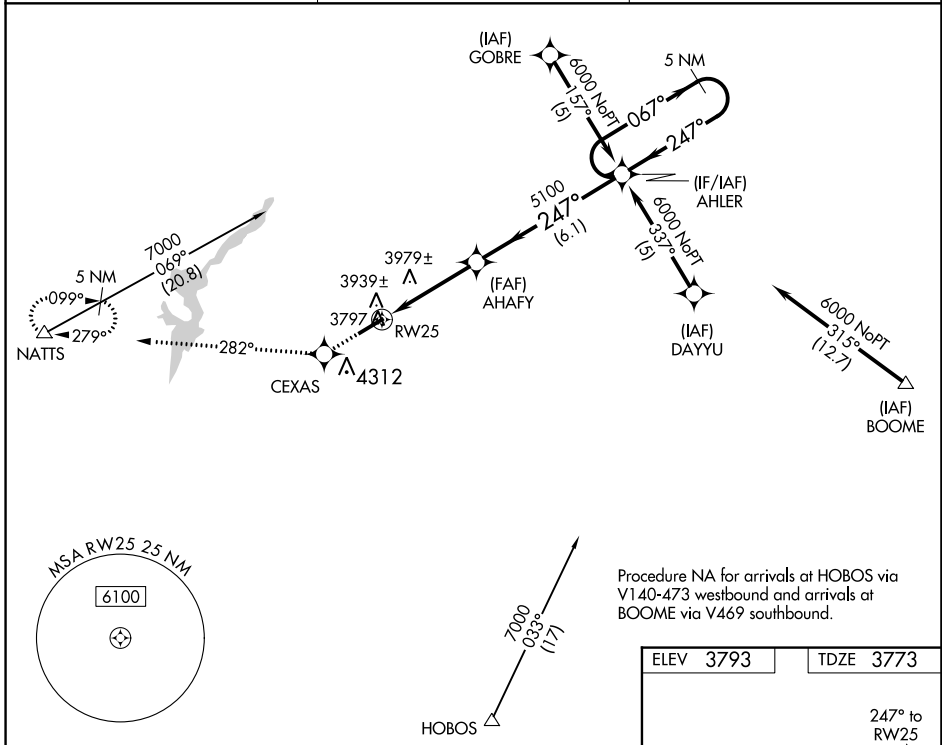 (IAF)
GOBRE
6000 NoPT
157°
(5)
5 NM
067°
247°
(IF/IAF)
AHLER
5100
247°
(6.1)
6000 NoPT
337°
(5)
7000
069°
(20.8)
5 NM
099°
279°
NATTS
3979±
3939±
3797
RW25
(FAF)
AHAFY
(IAF)
DAYYU
6000 NoPT
315°
(12.7)
(IAF)
BOOME
282°
CEXAS
4312
MSA RW25 25 NM
6100
7000
033°
(17)
HOBOS
Procedure NA for arrivals at HOBOS via
V140-473 westbound and arrivals at
BOOME via V469 southbound.
ELEV 3793
TDZE 3773
247° to
RW25